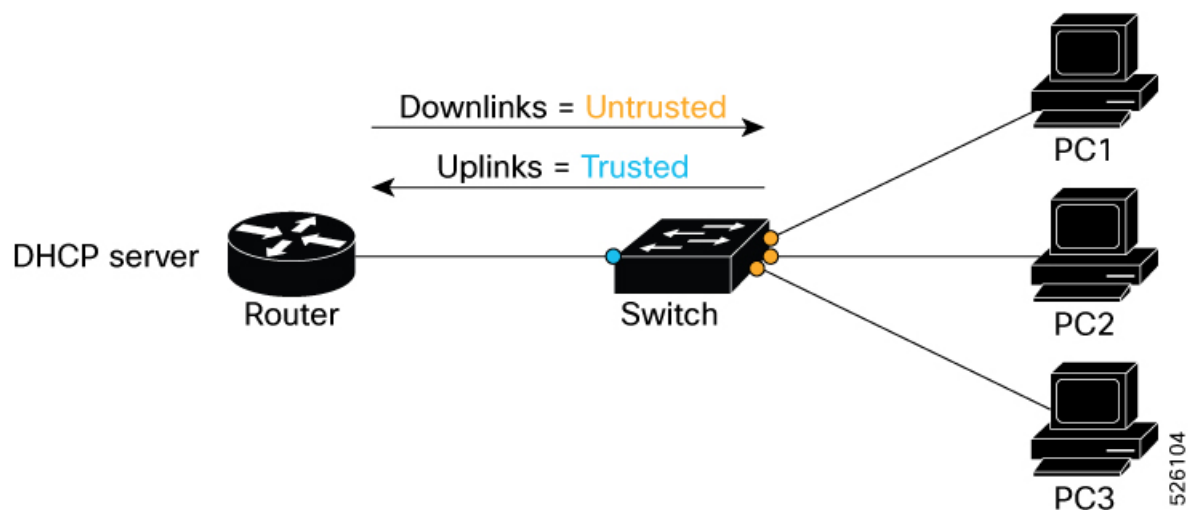 Downlinks = Untrusted
Uplinks = Trusted
DHCP server
Router
Switch
PC1
PC2
PC3
526104